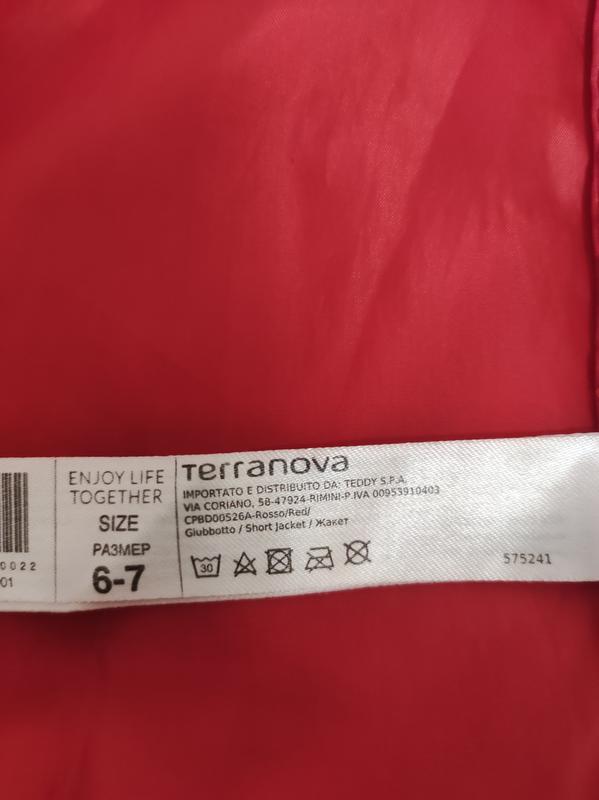 0022
01
ENJOY LIFE
TOGETHER
SIZE
РАЗМЕР
6-7
Terranova
IMPORTATO E DISTRIBUITO DA: TEDDY S.P.A.
VIA CORIANO, 58-47924-RIMINI-P.IVA 00953910403
CPBD00526A-Rosso/Red/
Giubbotto / Short Jacket / Жакет
30
575241